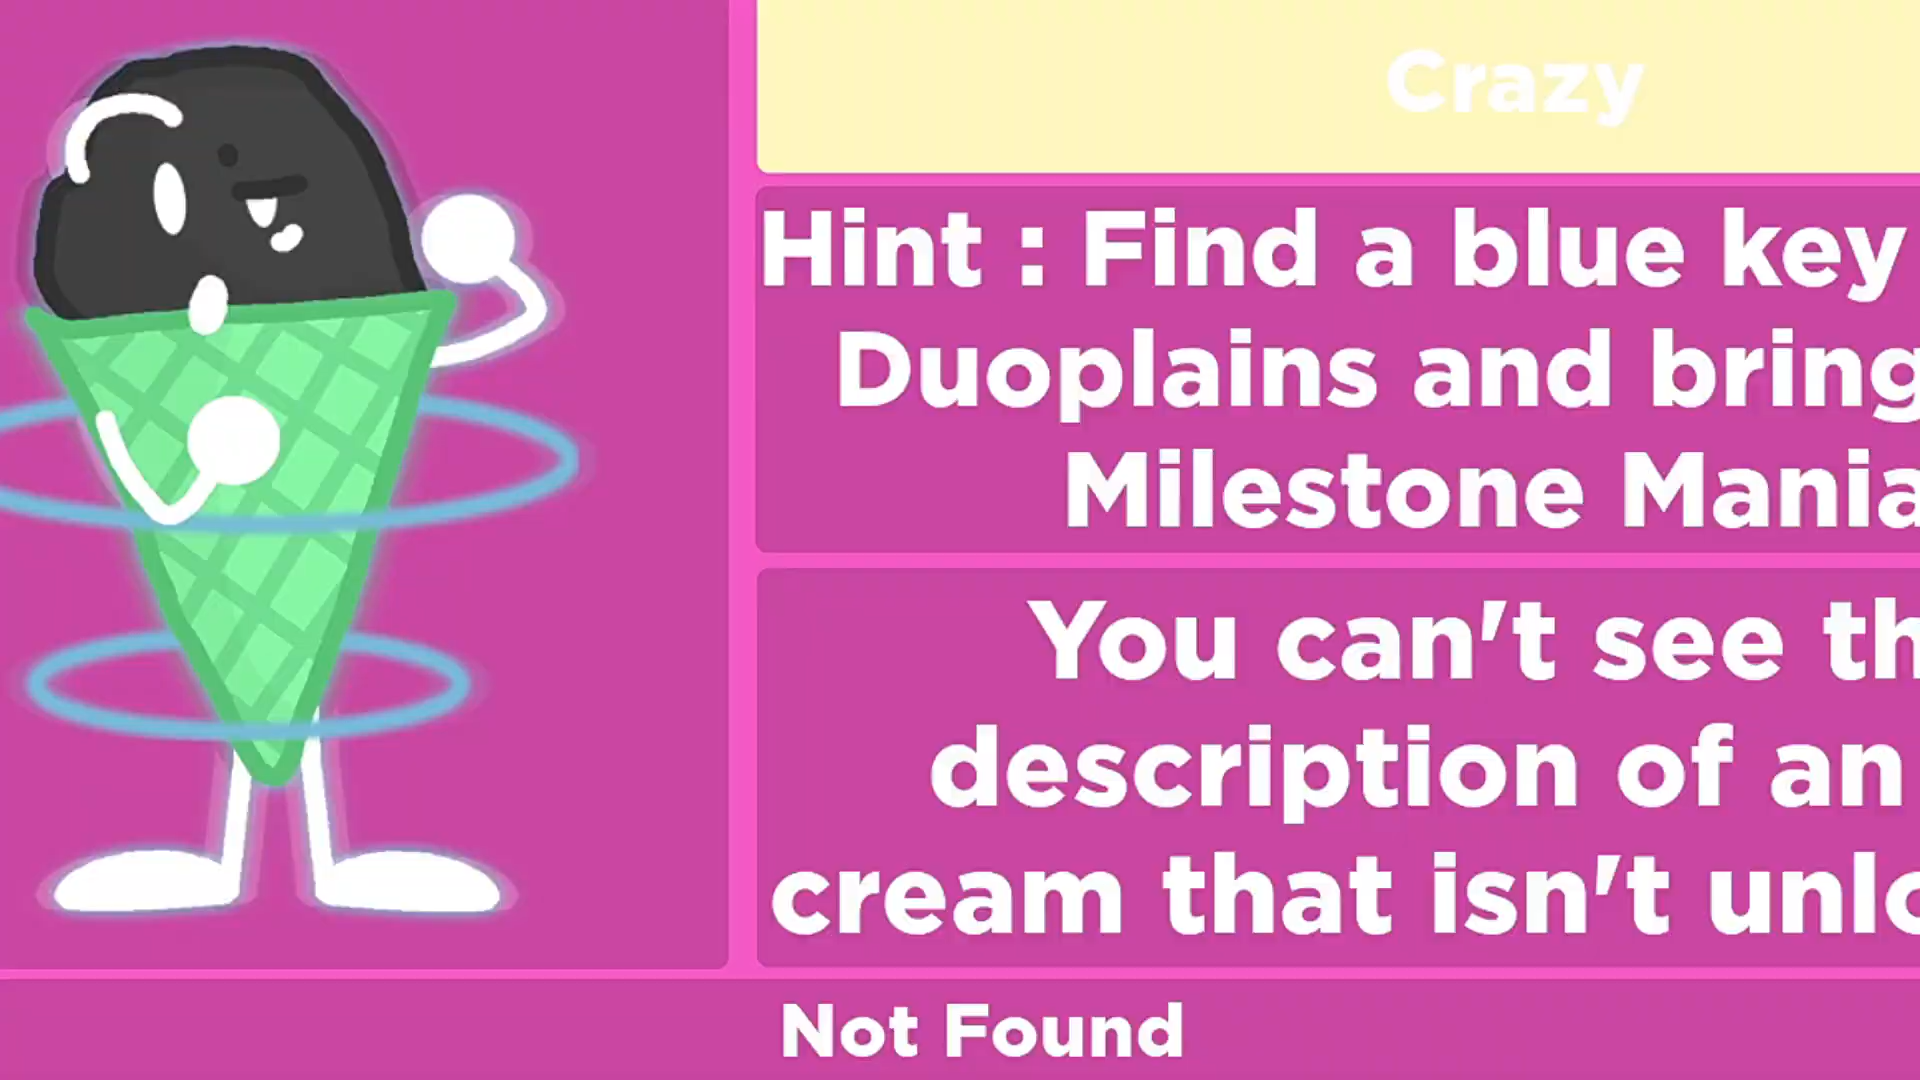 Crazy
Hint : Find a blue key
Duoplains and bring
Milestone Mania
You can't see th
description of an
cream that isn't unlo
Not Found